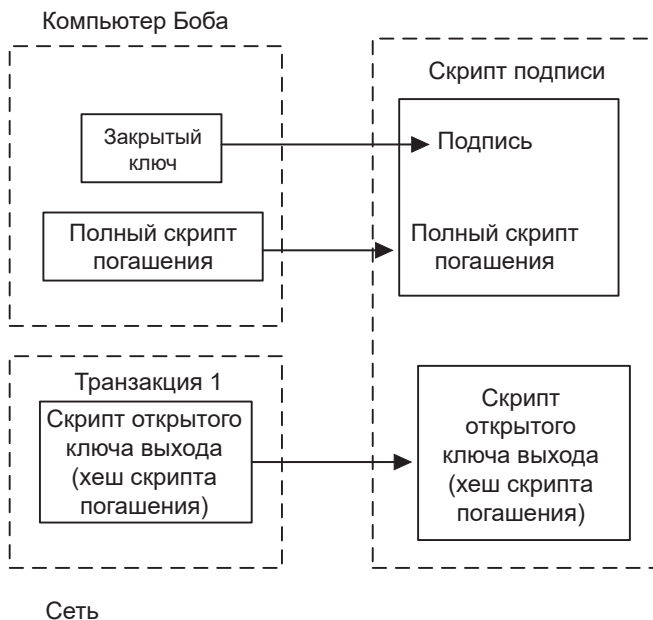 Компьютер Боба
Закрытый
ключ
Полный скрипт
погашения
Скрипт подписи
Подпись
Полный скрипт
погашения
Транзакция 1
Скрипт открытого
ключа выхода
(хеш скрипта
погашения)
Скрипт
открытого
ключа выхода
(хеш скрипта
погашения)
Сеть